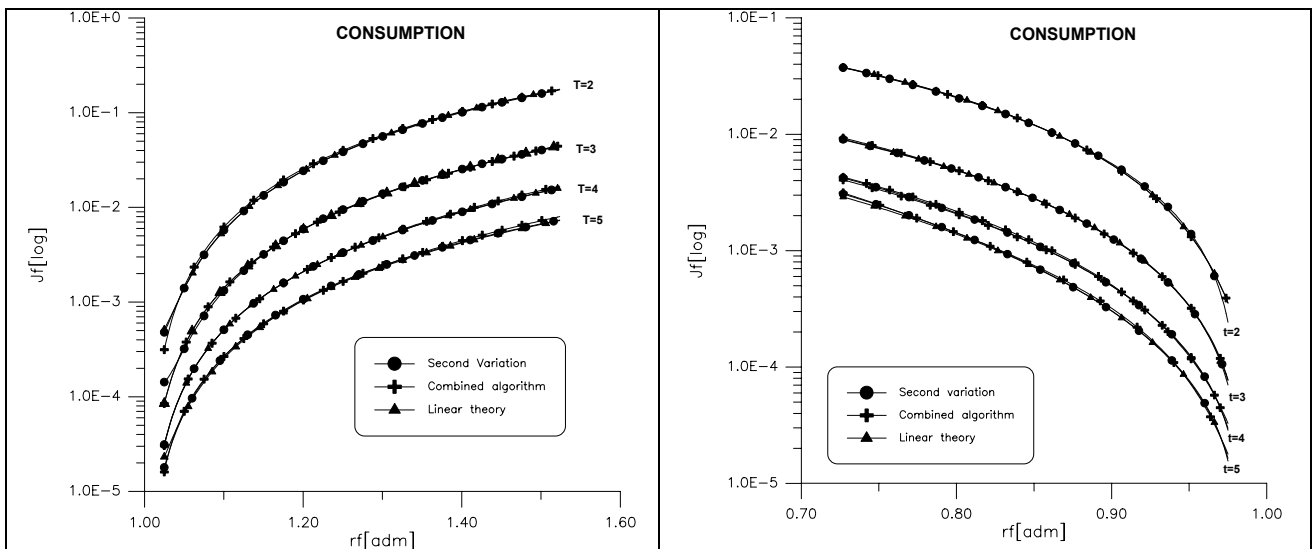 CONSUMPTION
1.0E+0
1.0E-1
1.0E-2
1.0E-3
1.0E-4
1.0E-5
Jf[log]
T=2
T=3
T=4
T=5
Second Variation
Combined algorithm
Linear theory
1.00 1.20 1.40 1.60
rf[adm]
CONSUMPTION
1.0E-1
1.0E-2
1.0E-3
1.0E-4
1.0E-5
Jf[log]
t=2
t=3
t=4
t=5
Second variation
Combined algorithm
Linear theory
0.70 0.80 0.90 1.00
rf[adm]